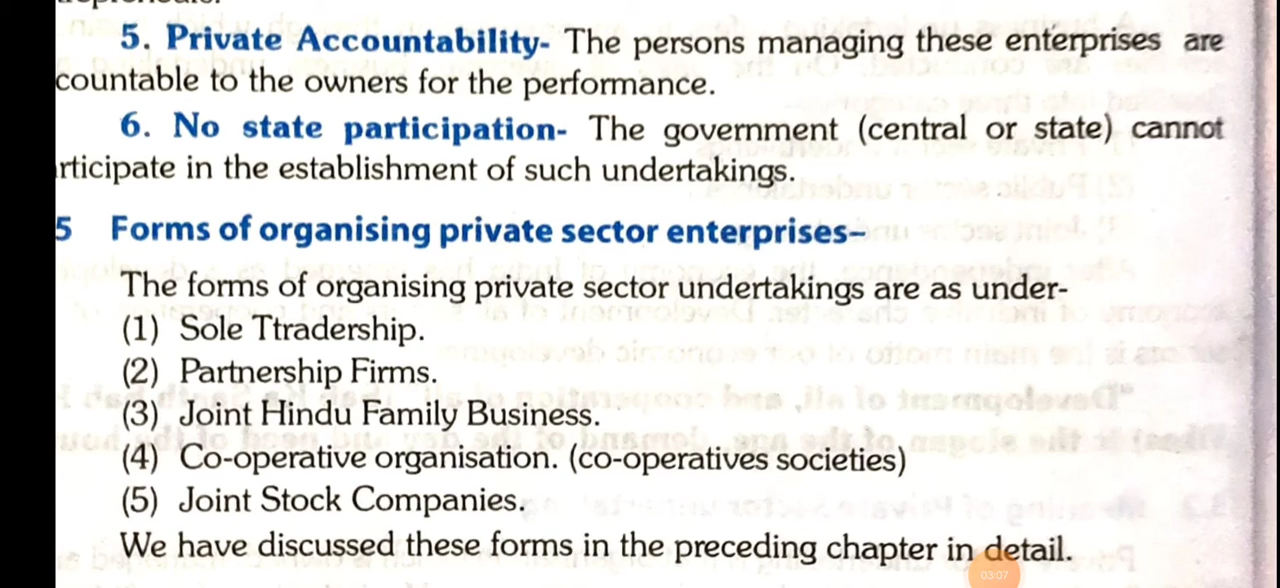 5. Private Accountability- The persons managing these enterprises are
countable to the owners for the performance.
6. No state participation- The government (central or state) cannot
rticipate in the establishment of such undertakings.
5 Forms of organising private sector enterprises-
The forms of organising private sector undertakings are as under-
(1) Sole Ttradership.
(2) Partnership Firms.
(3) Joint Hindu Family Business.
(4) Co-operative organisation. (co-operatives societies)
(5) Joint Stock Companies.
We have discussed these forms in the preceding chapter in detail.
03:07